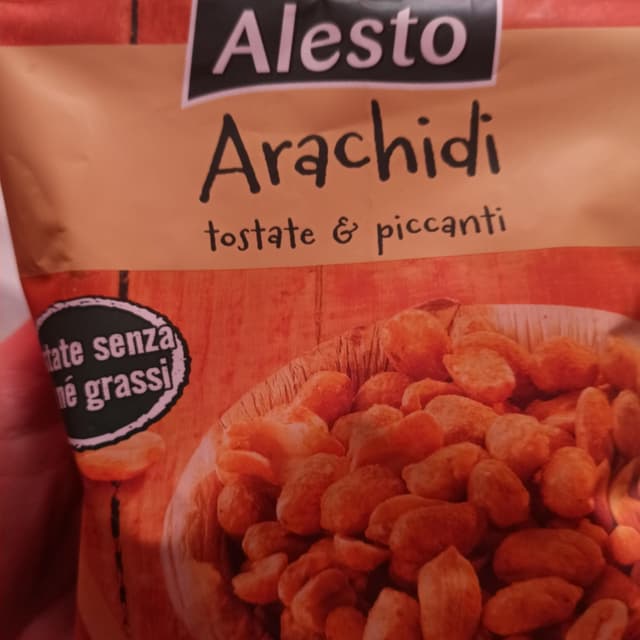 Alesto
Arachidi
tostate & piccanti
tate senza
né grassi